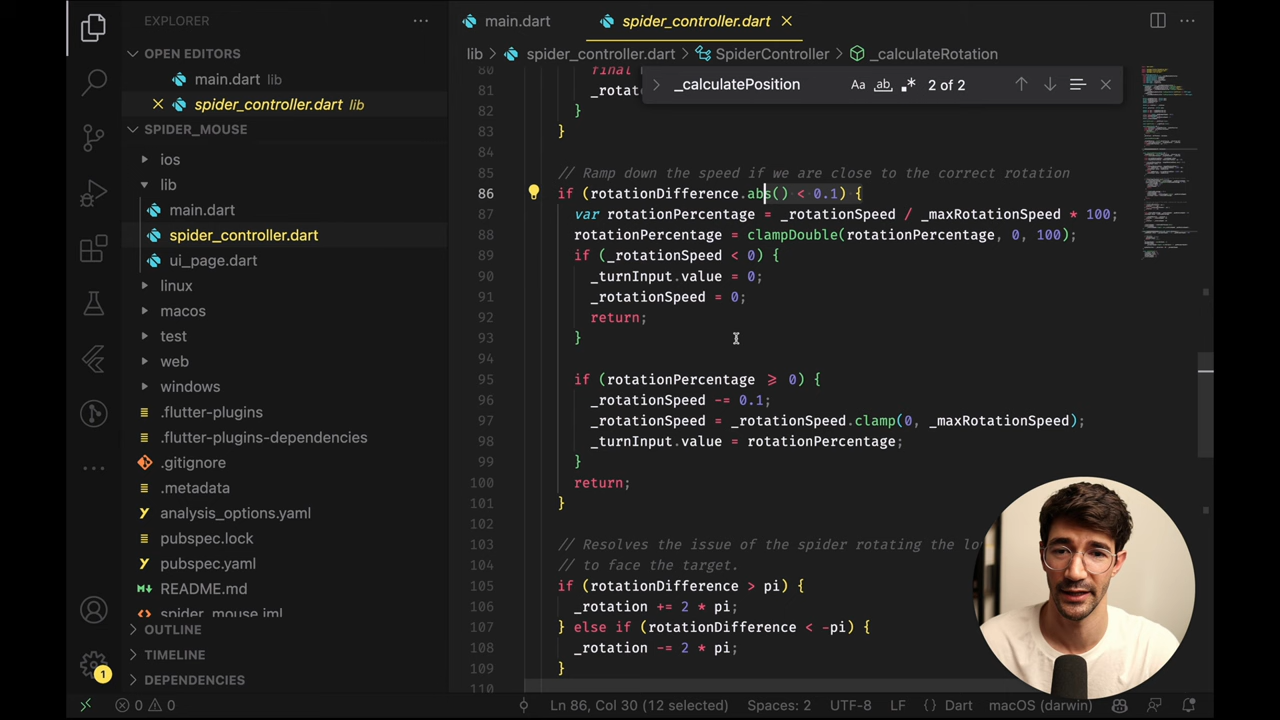 EXPLORER
OPEN EDITORS
main.dart lib
spider_controller.dart lib
SPIDER_MOUSE
ios
lib
main.dart
spider_controller.dart
ui_page.dart
linux
macos
test
web
windows
.flutter-plugins
.flutter-plugins-dependencies
.gitignore
.metadata
analysis_options.yaml
pubspec.lock
pubspec.yaml
README.md
spider_mouse.iml
OUTLINE
TIMELINE
DEPENDENCIES
1
main.dart
spider_controller.dart
lib > spider_controller.dart > SpiderController > _calculateRotation
_calculatePosition Aa ab 2 of 2
80 final
81 _rotat
82 }
83 }
84
85 // Ramp down the speed if we are close to the correct rotation
86 if (rotationDifference.abs() < 0.1) {
87 var rotationPercentage = _rotationSpeed / _maxRotationSpeed * 100;
88 rotationPercentage = clampDouble(rotationPercentage, 0, 100);
89 if (_rotationSpeed < 0) {
90 _turnInput.value = 0;
91 _rotationSpeed = 0;
92 return;
93 }
94
95 if (rotationPercentage ≥ 0) {
96 _rotationSpeed -= 0.1;
97 _rotationSpeed = _rotationSpeed.clamp(0, _maxRotationSpeed);
98 _turnInput.value = rotationPercentage;
99 }
100 return;
101 }
102
103 // Resolves the issue of the spider rotating the lo
104 // to face the target.
105 if (rotationDifference > pi) {
106 _rotation += 2 * pi;
107 } else if (rotationDifference < -pi) {
108 _rotation -= 2 * pi;
109 }
110
0 0 Ln 86, Col 30 (12 selected) Spaces: 2 UTF-8 LF {} Dart macOS (darwin)